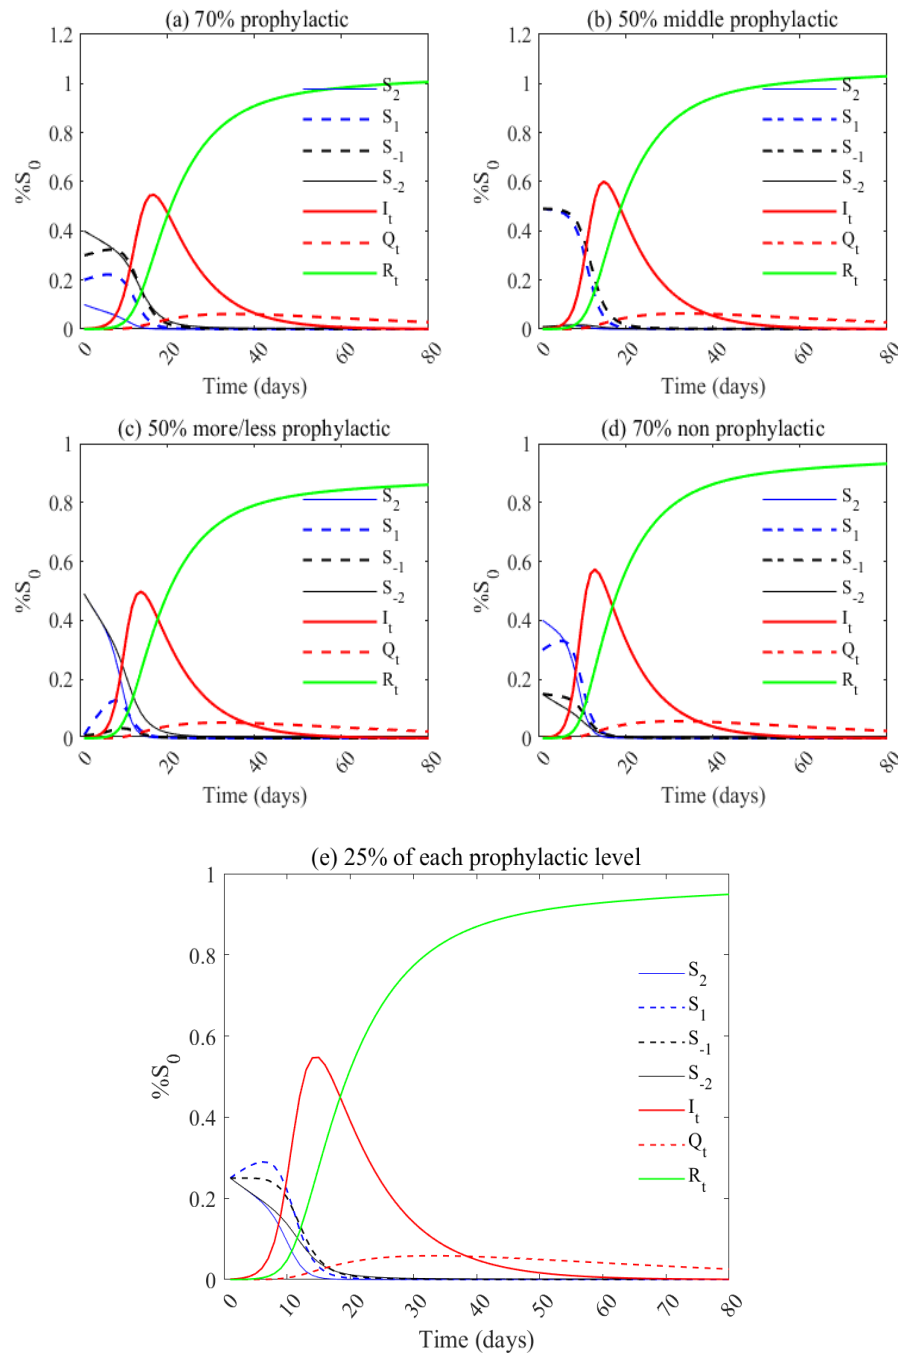 (a) 70% prophylactic
1.2
1
0.8
0.6
0.4
0.2
0
%S0
S2
S1
S-1
S-2
It
Qt
Rt
0 20 40 60 80
Time (days)
(b) 50% middle prophylactic
1.2
1
0.8
0.6
0.4
0.2
0
%S0
S2
S1
S-1
S-2
It
Qt
Rt
0 20 40 60 80
Time (days)
(c) 50% more/less prophylactic
1
0.8
0.6
0.4
0.2
0
%S0
S2
S1
S-1
S-2
It
Qt
Rt
0 20 40 60 80
Time (days)
(d) 70% non prophylactic
1
0.8
0.6
0.4
0.2
0
%S0
S2
S1
S-1
S-2
It
Qt
Rt
0 20 40 60 80
Time (days)
(e) 25% of each prophylactic level
1
0.8
0.6
0.4
0.2
0
%S0
S2
S1
S-1
S-2
It
Qt
Rt
0 10 20 30 40 50 60 70 80
Time (days)